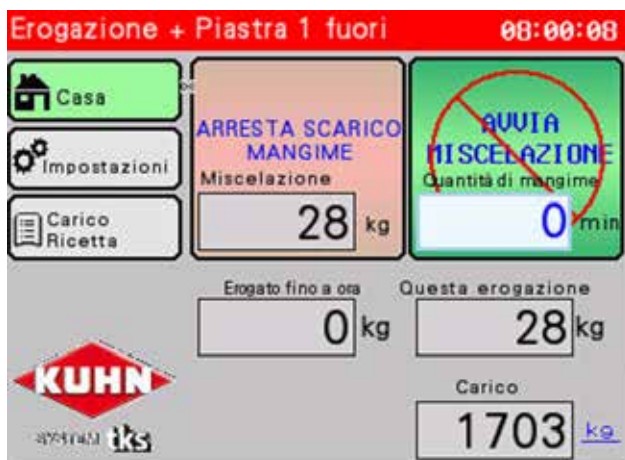 Erogazione + Piastra 1 fuori 08:00:08
Casa
Impostazioni
Carico
Ricetta
ARRESTA SCARICO
MANGIME
Miscelazione
28 kg
AVVIA
MISCELAZIONE
Quantità di mangime
0 min
Erogato fino a ora
0 kg
Questa erogazione
28 kg
Carico
1703 kg
KUHN
system tks